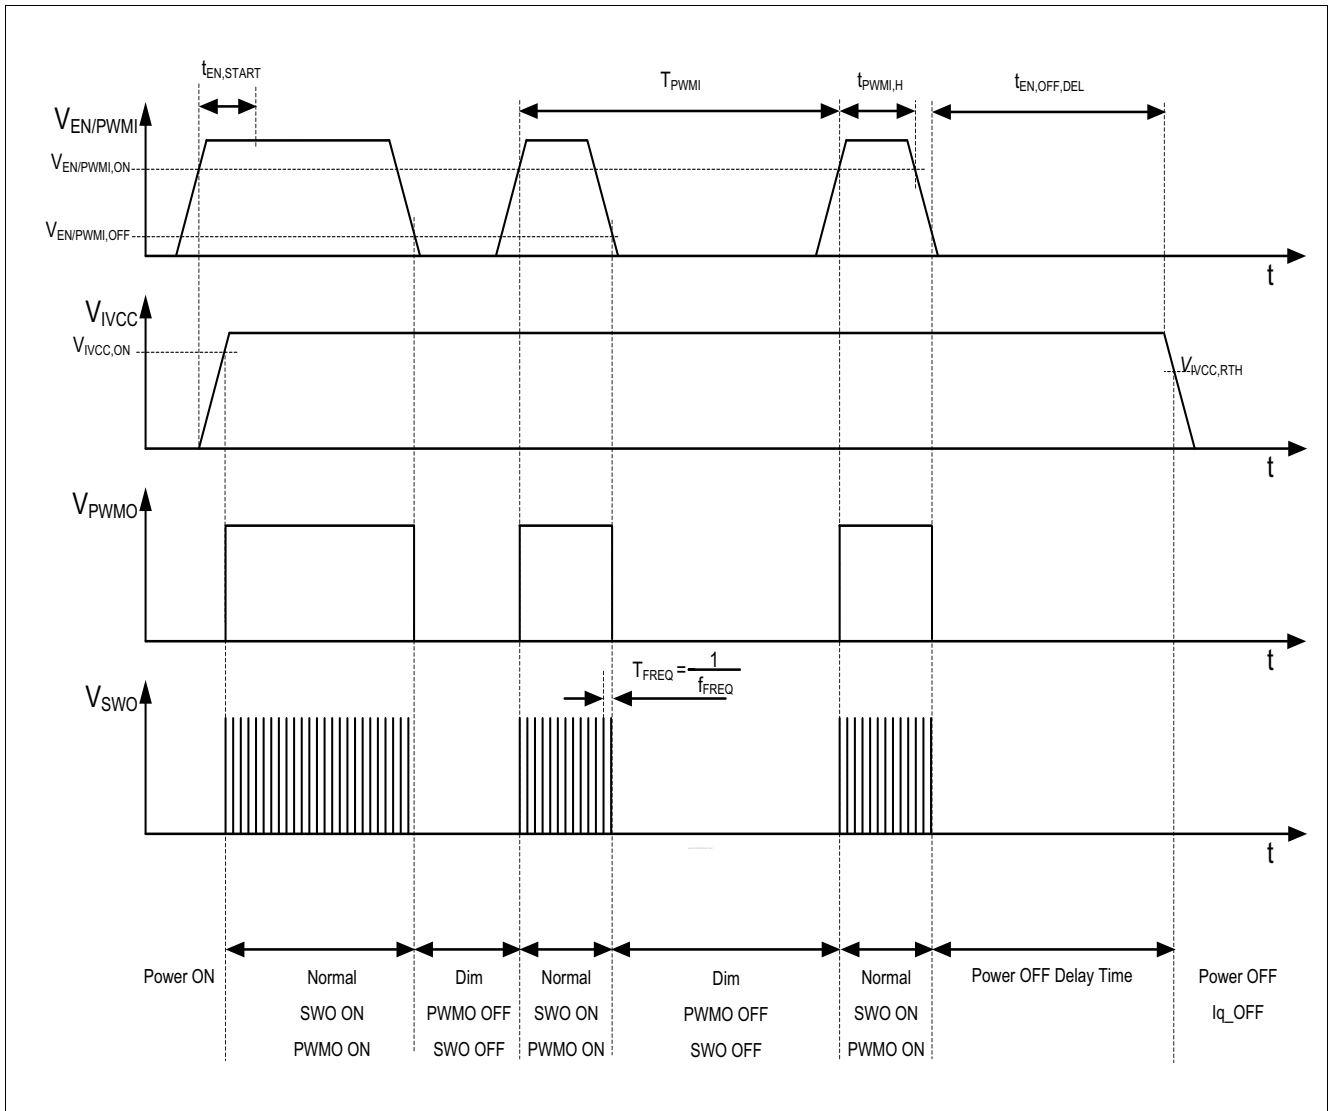 tEN,START
TPWMI
tPWMI,H
tEN,OFF,DEL
VEN/PWMI
VEN/PWMI,ON
VEN/PWMI,OFF
t
VIVCC
VIVCC,ON
VIVCC,RTH
t
VPWMO
t
TFREQ = 1
fFREQ
VSWO
t
Power ON
Normal
SWO ON
PWMO ON
Dim
PWMO OFF
SWO OFF
Normal
SWO ON
PWMO ON
Dim
PWMO OFF
SWO OFF
Normal
SWO ON
PWMO ON
Power OFF Delay Time
Power OFF
Iq_OFF